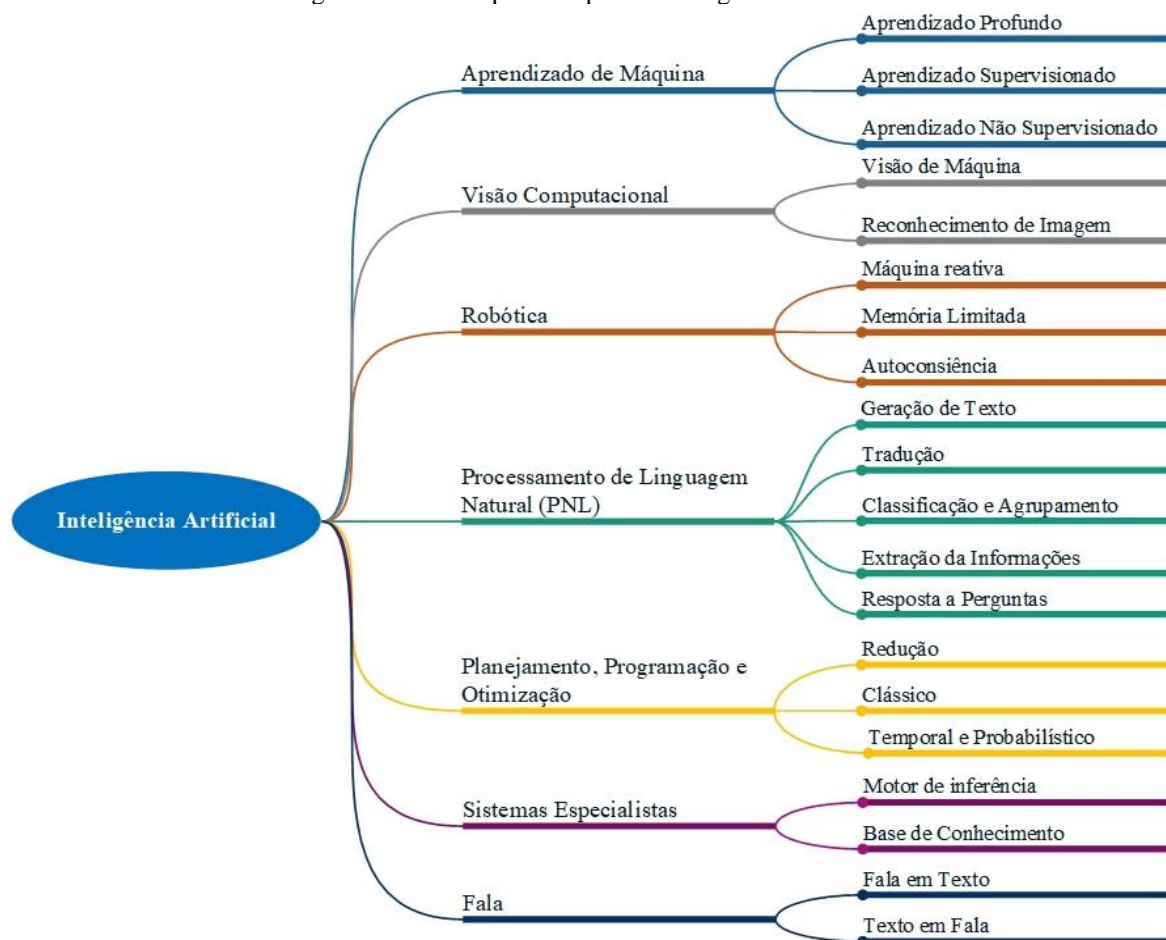 Aprendizado Profundo
Aprendizado de Máquina
Aprendizado Supervisionado
Aprendizado Não Supervisionado
Visão de Máquina
Visão Computacional
Reconhecimento de Imagem
Máquina reativa
Robótica
Memória Limitada
Autoconsiência
Geração de Texto
Tradução
Processamento de Linguagem
Natural (PNL)
Classificação e Agrupamento
Inteligência Artificial
Extração da Informações
Resposta a Perguntas
Redução
Planejamento, Programação e
Otimização
Clássico
Temporal e Probabilístico
Motor de inferência
Sistemas Especialistas
Base de Conhecimento
Fala em Texto
Fala
Texto em Fala